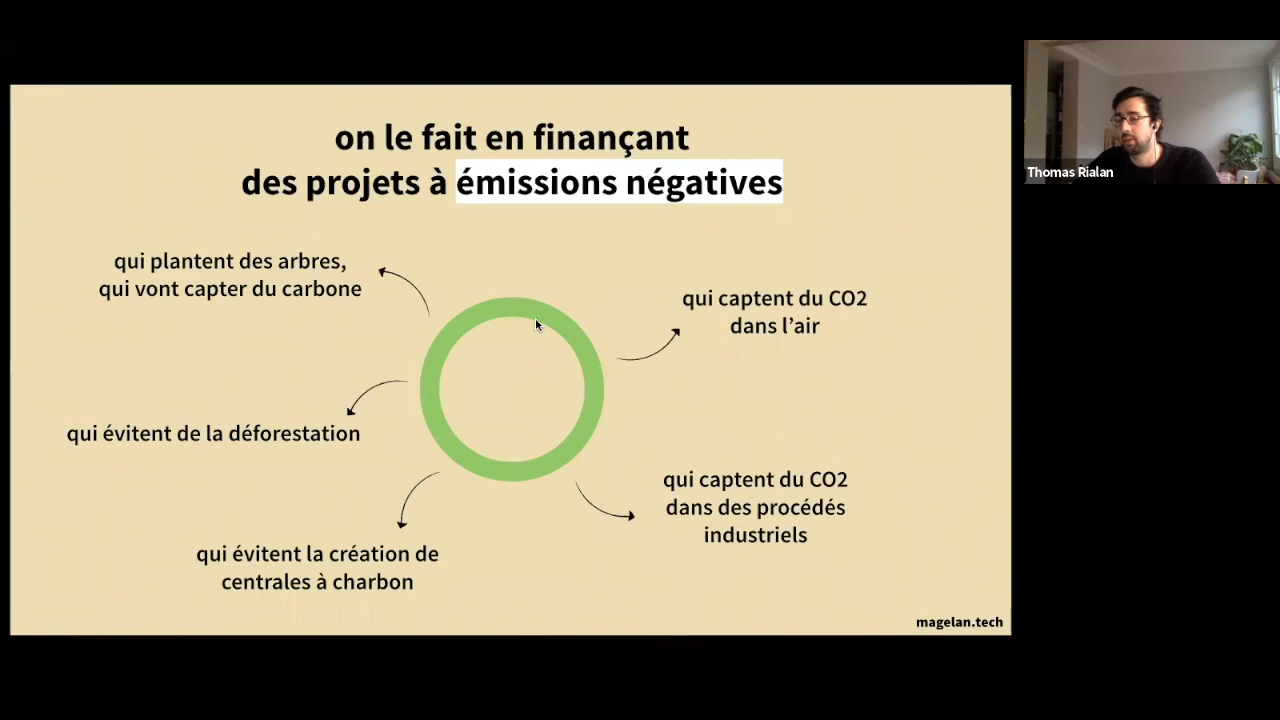 on le fait en finançant
des projets à émissions négatives
qui plantent des arbres,
qui vont capter du carbone
qui captent du CO2
dans l’air
qui évitent de la déforestation
qui captent du CO2
dans des procédés
industriels
qui évitent la création de
centrales à charbon
magelan.tech
Thomas Rialan